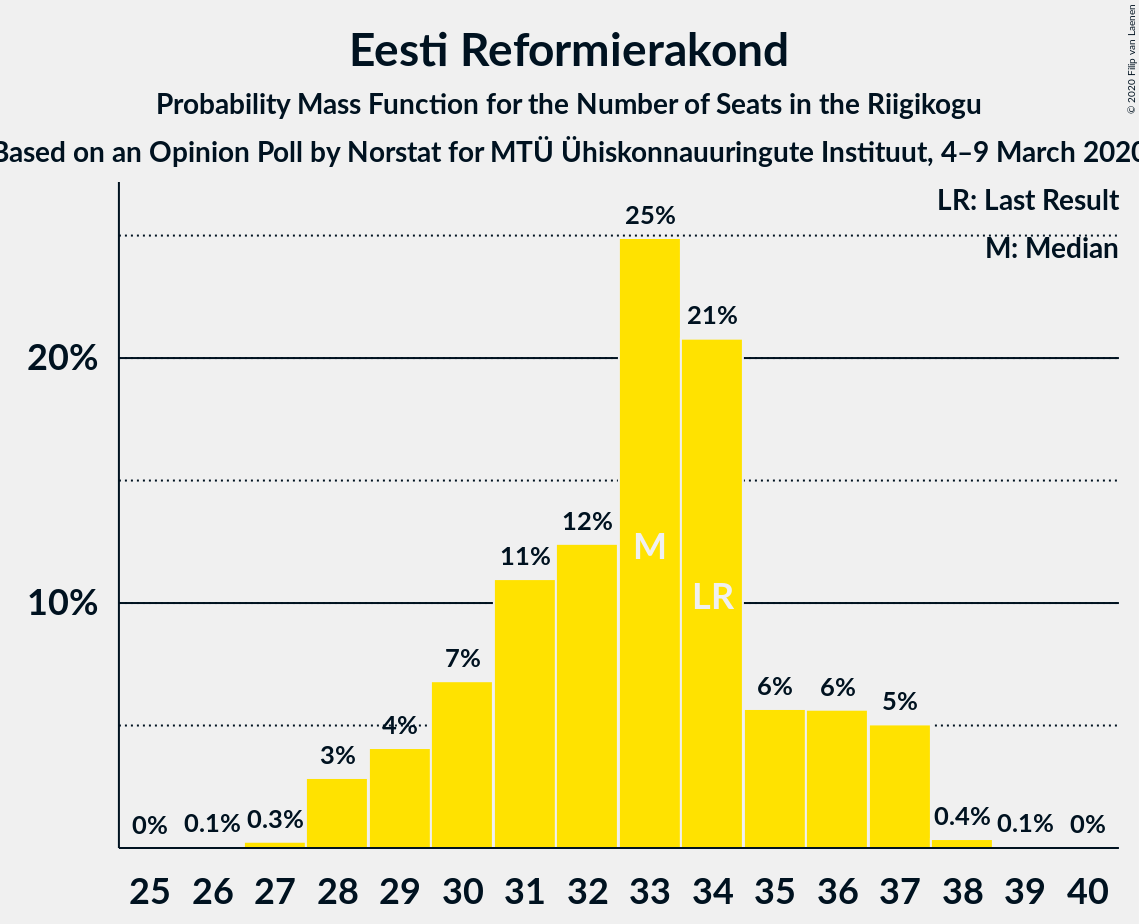 Eesti Reformierakond
Probability Mass Function for the Number of Seats in the Riigikogu
Based on an Opinion Poll by Norstat for MTÜ Ühiskonnauuringute Instituut, 4–9 March 2020
© 2020 Filip van Laenen
LR: Last Result
M: Median
25%
21%
20%
12%
11%
M
LR
10%
7%
6%
6%
5%
4%
3%
0%
0.1%
0.3%
0.4%
0.1%
0%
25 26 27 28 29 30 31 32 33 34 35 36 37 38 39 40